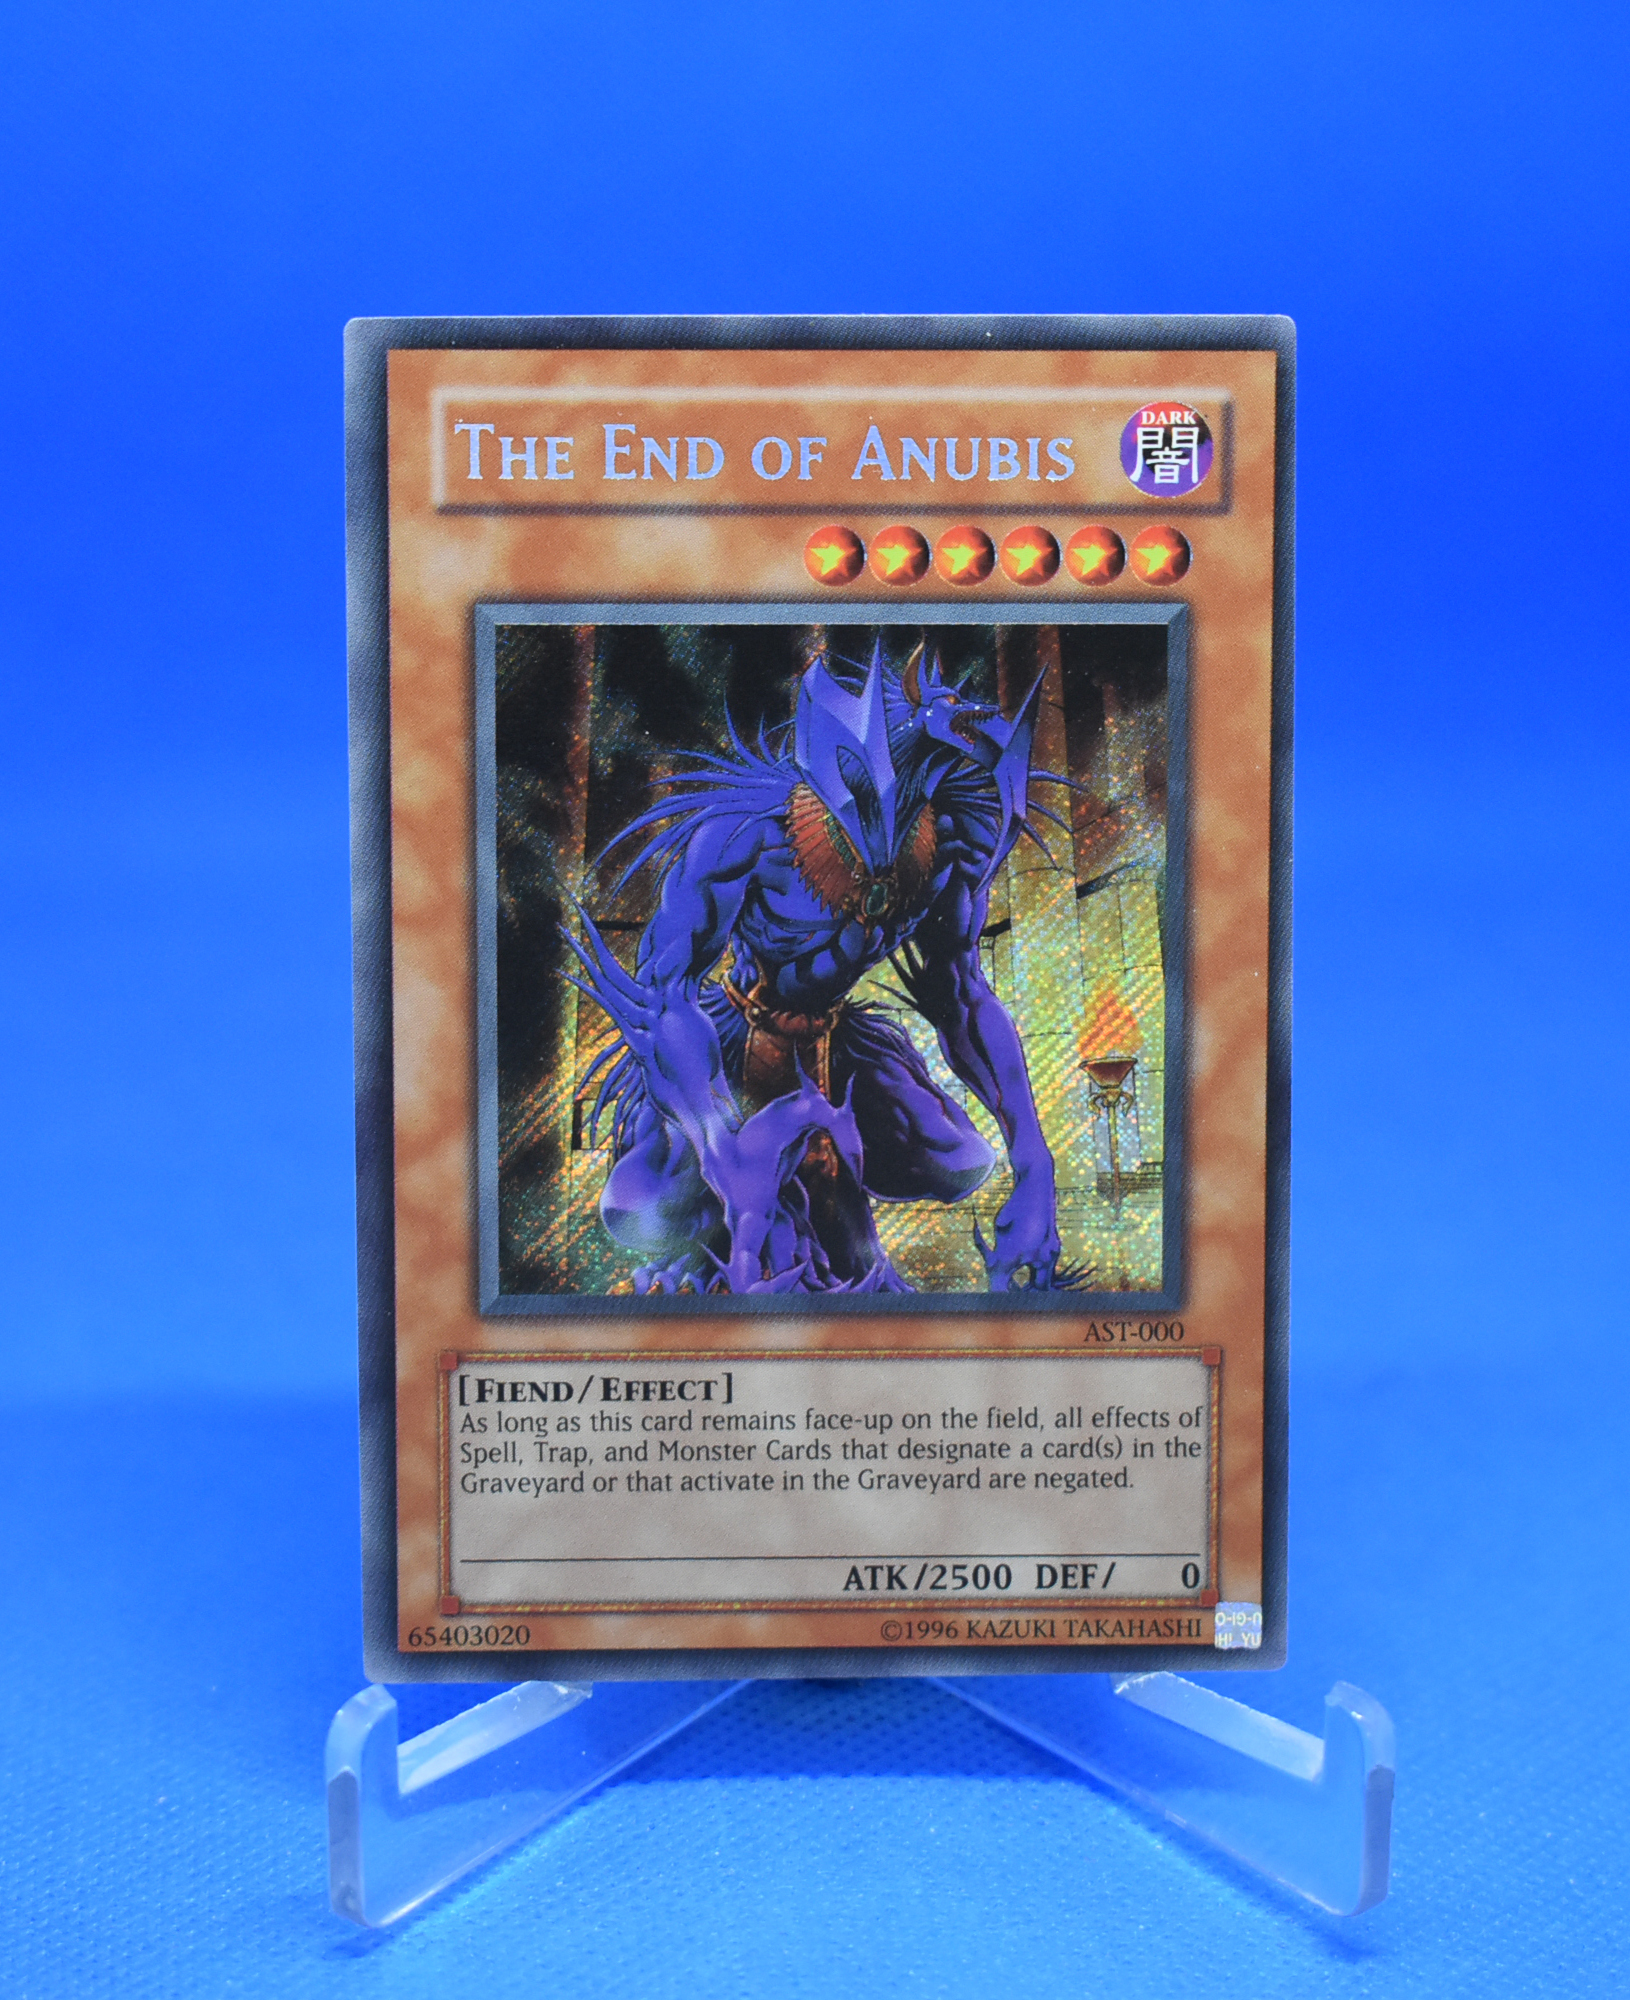 THE END OF ANUBIS
DARK
闇
AST-000
[FIEND/EFFECT]
As long as this card remains face-up on the field, all effects of
Spell, Trap, and Monster Cards that designate a card(s) in the
Graveyard or that activate in the Graveyard are negated.
ATK/2500 DEF/ 0
65403020
©1996 KAZUKI TAKAHASHI